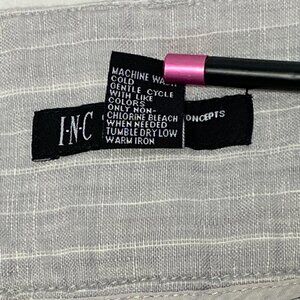 MACHINE WASH
COLD
GENTLE CYCLE
WITH LIKE
COLORS
ONLY NON-
CHLORINE BLEACH
WHEN NEEDED
TUMBLE DRY LOW
WARM IRON
I·N·C
CONCEPTS